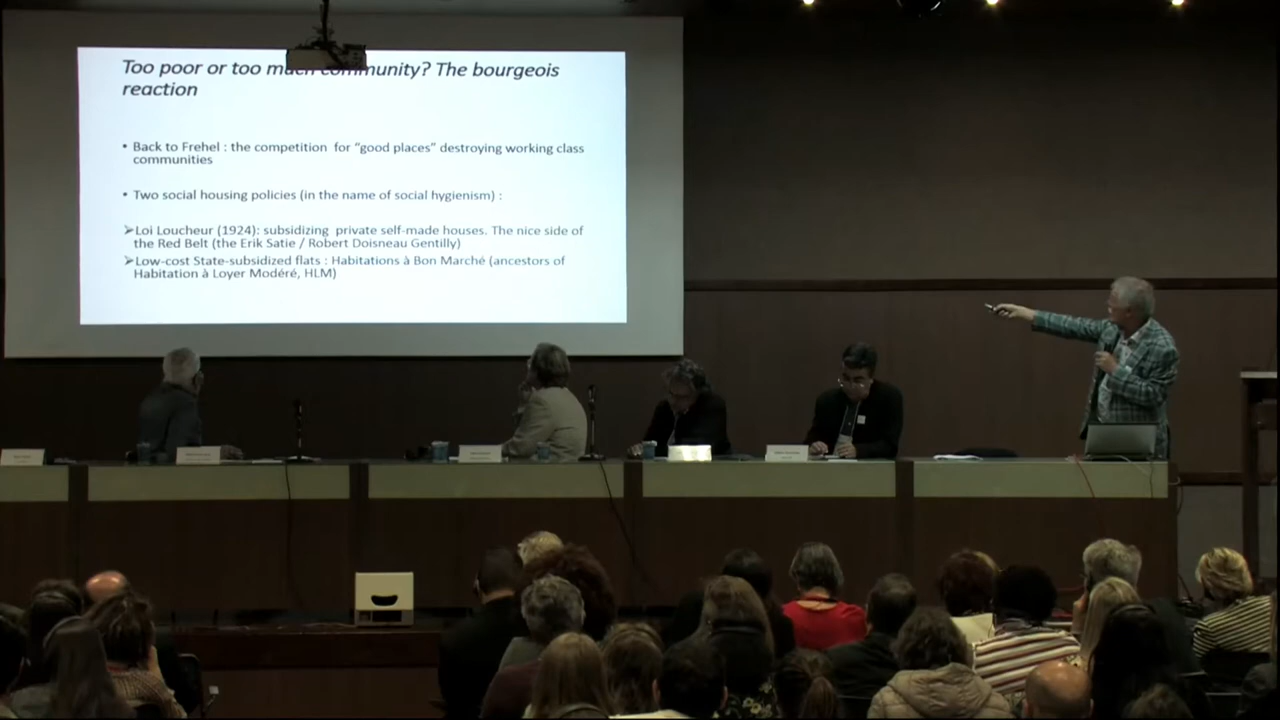 Too poor or too much community? The bourgeois
reaction
• Back to Frehel : the competition for “good places” destroying working class
communities
• Two social housing policies (in the name of social hygienism) :
➢Loi Loucheur (1924): subsidizing private self-made houses. The nice side of
the Red Belt (the Erik Satie / Robert Doisneau Gentilly)
➢Low-cost State-subsidized flats : Habitations à Bon Marché (ancestors of
Habitation à Loyer Modéré, HLM)